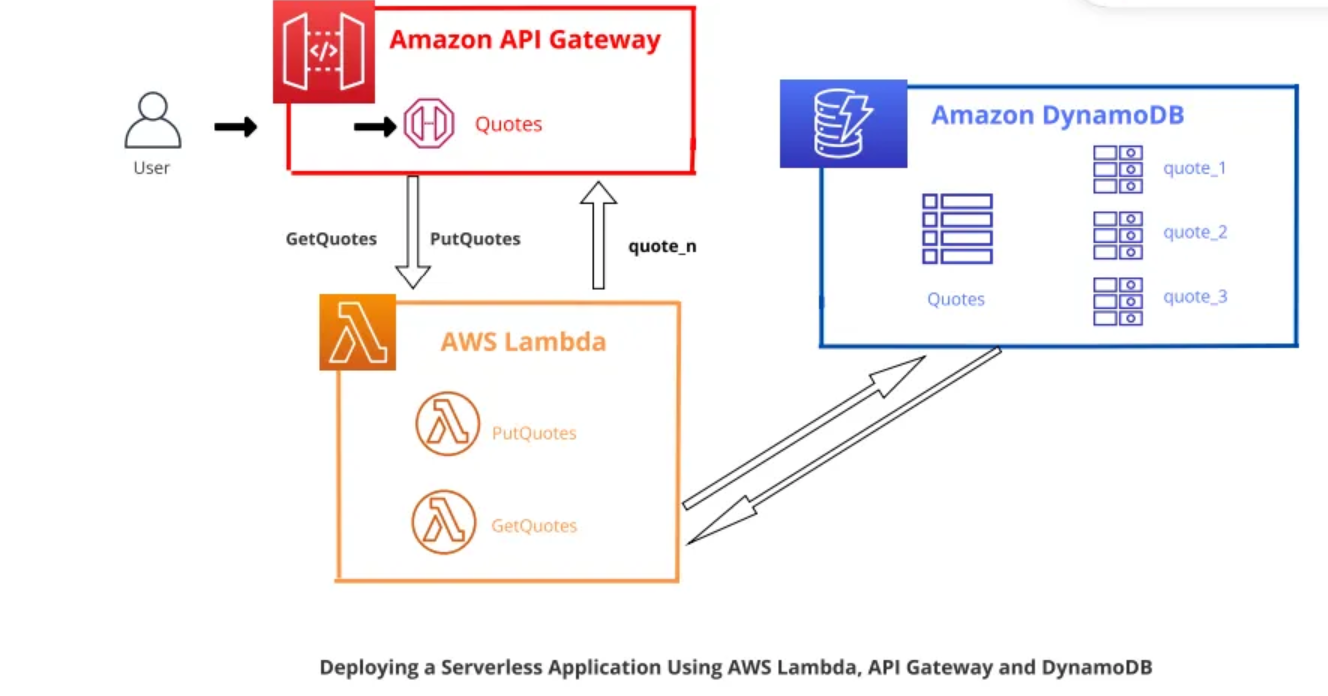 Amazon API Gateway
Quotes
User
GetQuotes
PutQuotes
quote_n
AWS Lambda
PutQuotes
GetQuotes
Amazon DynamoDB
Quotes
quote_1
quote_2
quote_3
Deploying a Serverless Application Using AWS Lambda, API Gateway and DynamoDB